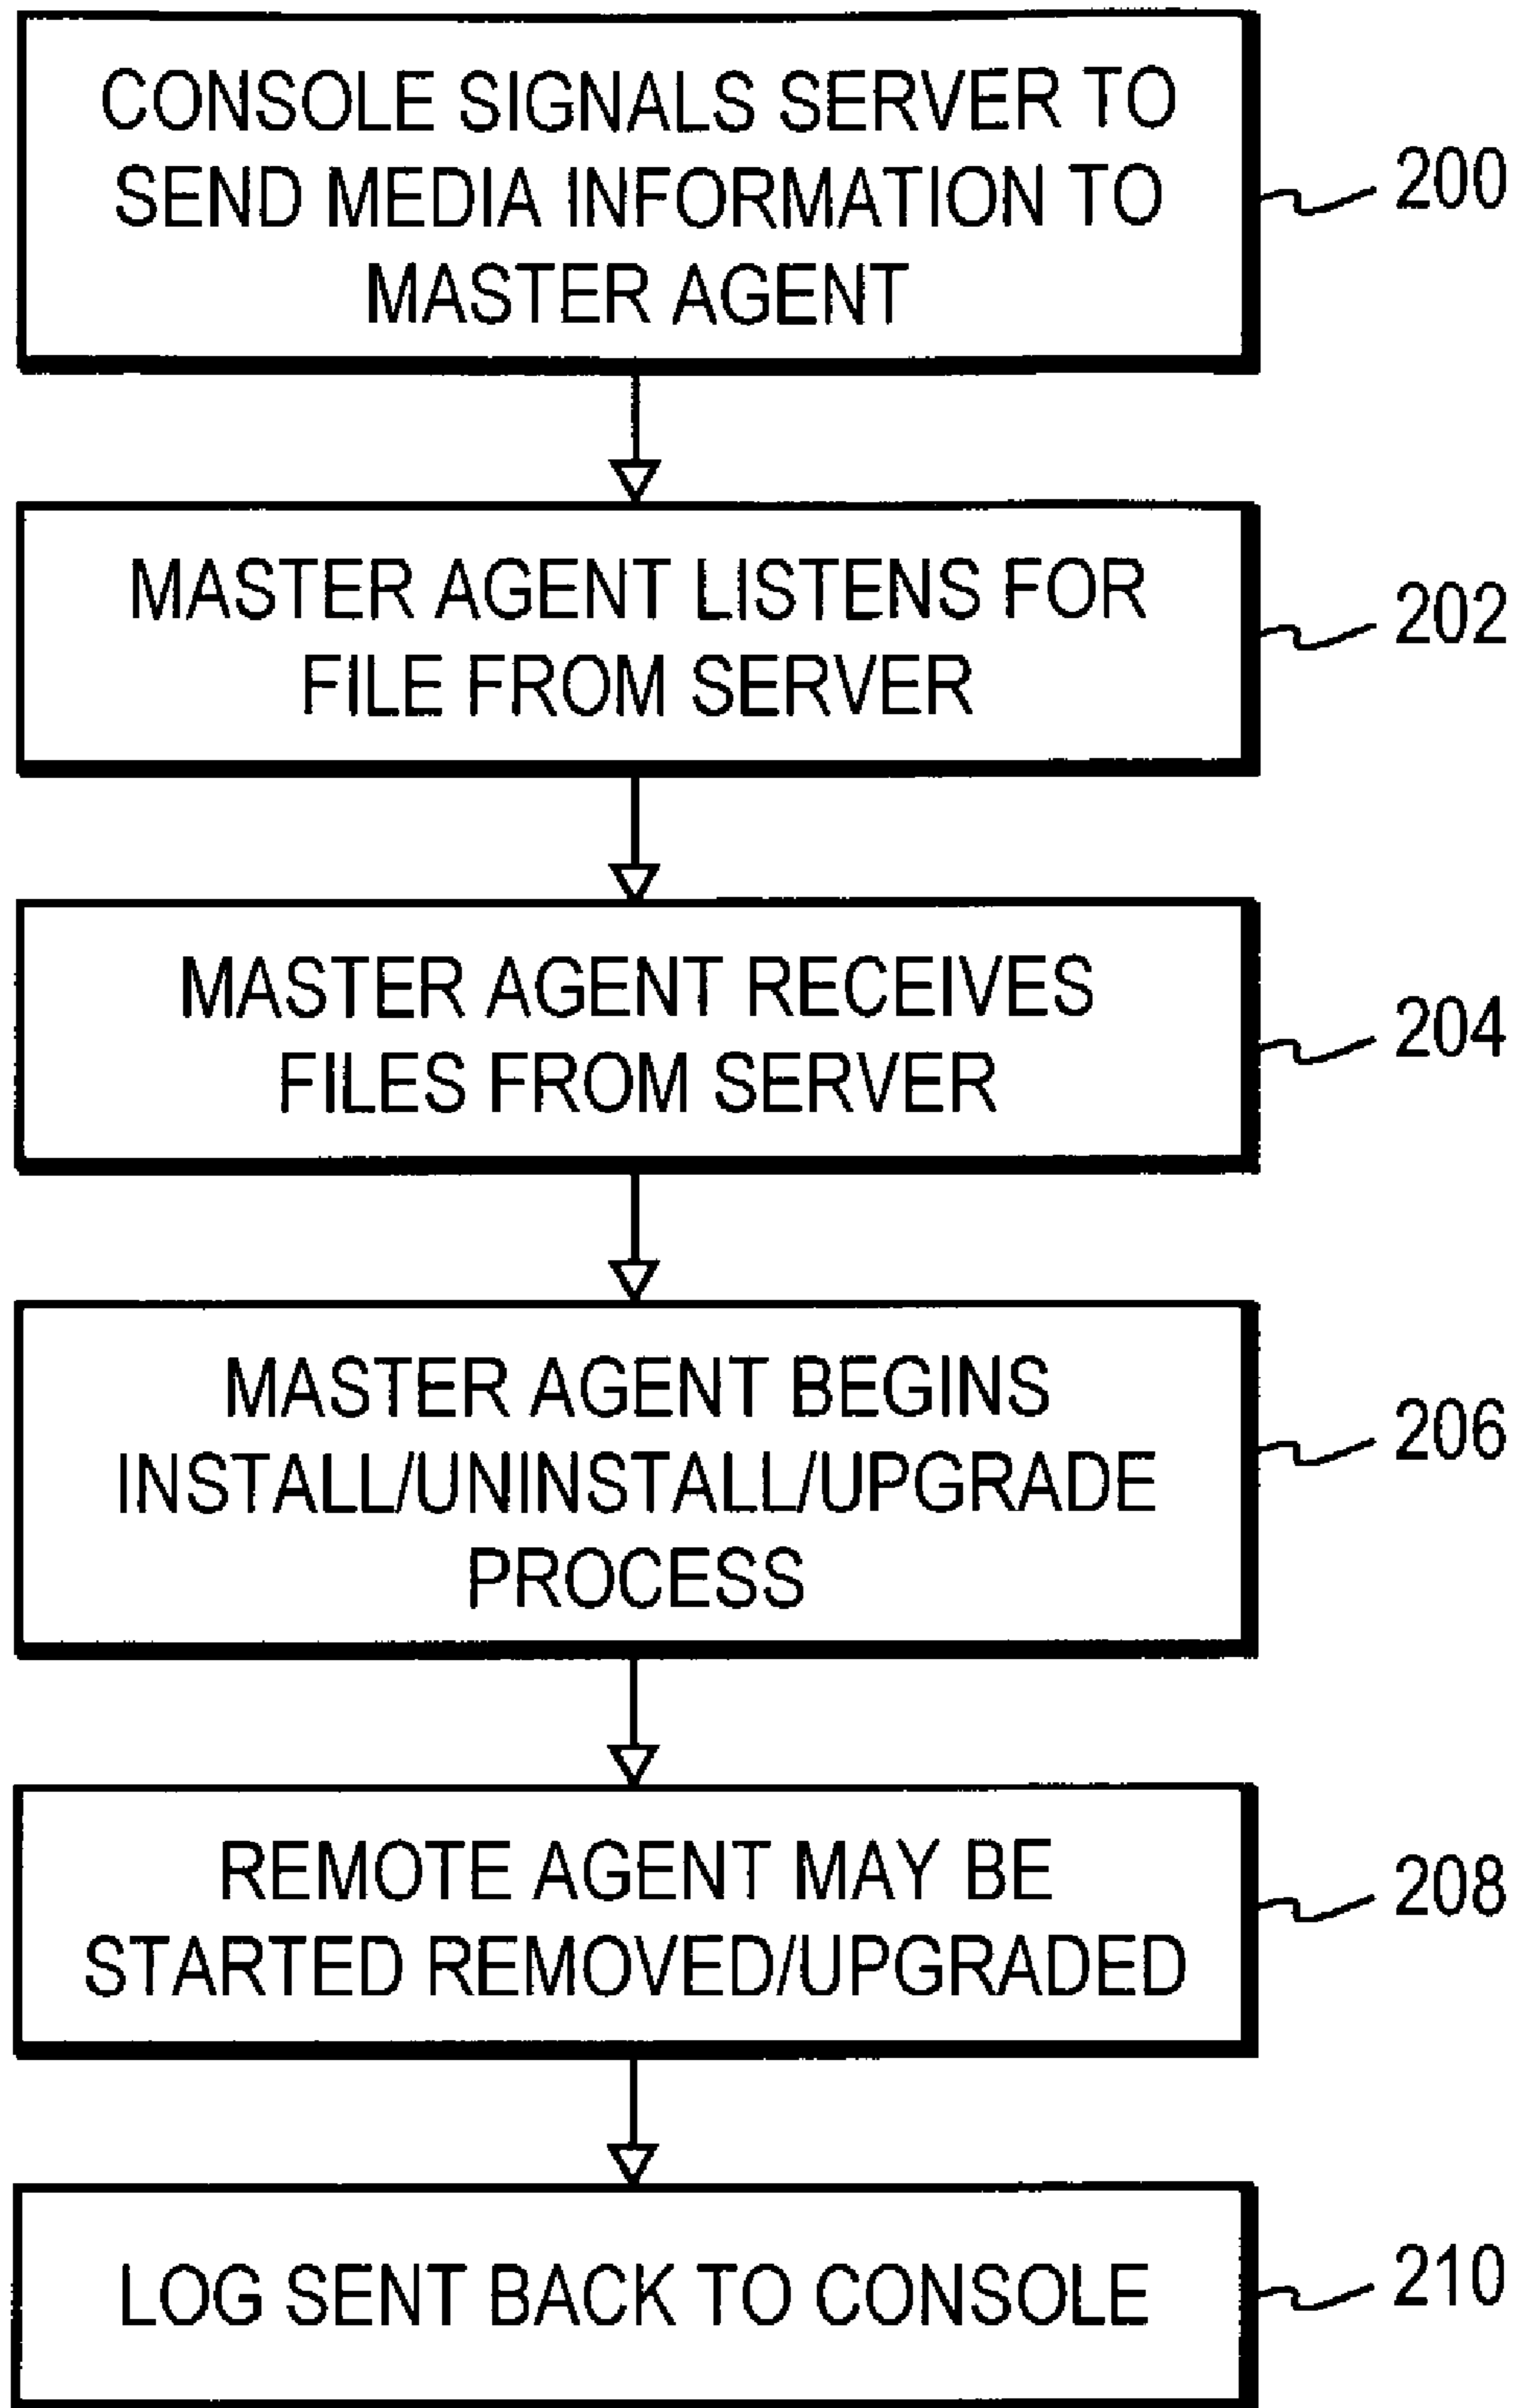 CONSOLE SIGNALS SERVER TO
SEND MEDIA INFORMATION TO
MASTER AGENT
200
MASTER AGENT LISTENS FOR
FILE FROM SERVER
202
MASTER AGENT RECEIVES
FILES FROM SERVER
204
MASTER AGENT BEGINS
INSTALL/UNINSTALL/UPGRADE
PROCESS
206
REMOTE AGENT MAY BE
STARTED REMOVED/UPGRADED
208
LOG SENT BACK TO CONSOLE
210